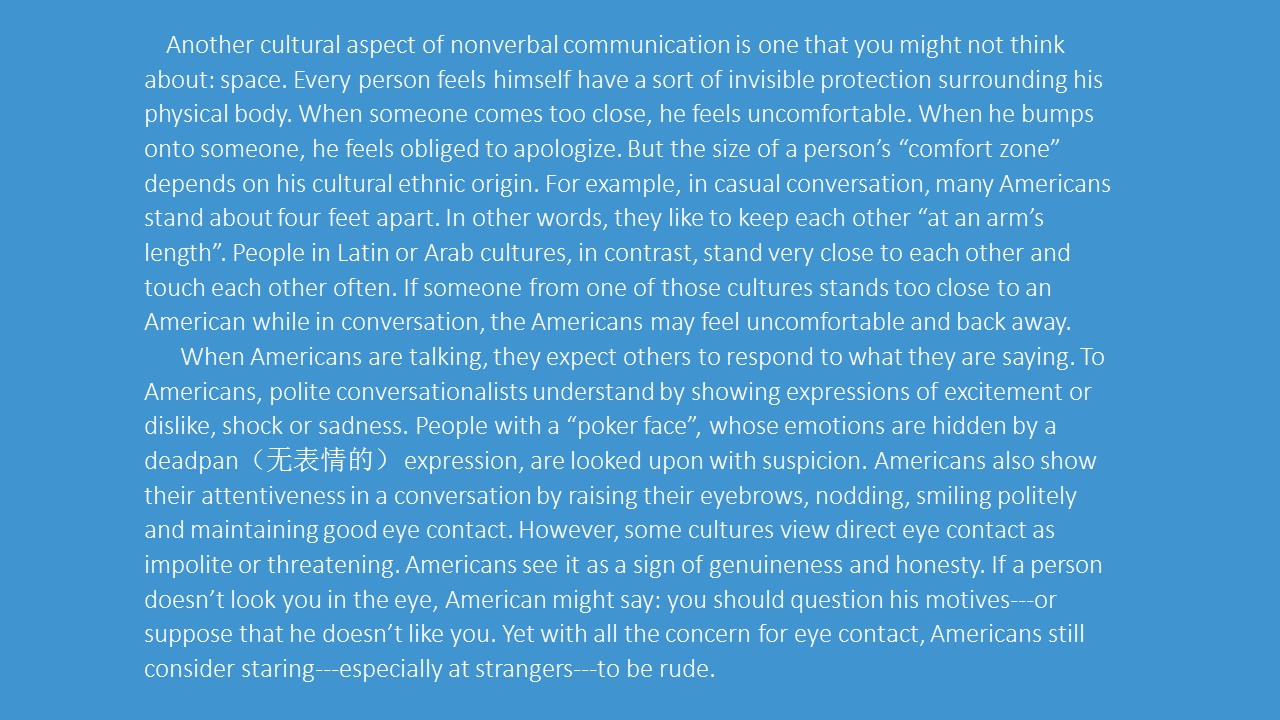 Another cultural aspect of nonverbal communication is one that you might not think
about: space. Every person feels himself have a sort of invisible protection surrounding his
physical body. When someone comes too close, he feels uncomfortable. When he bumps
onto someone, he feels obliged to apologize. But the size of a person’s “comfort zone”
depends on his cultural ethnic origin. For example, in casual conversation, many Americans
stand about four feet apart. In other words, they like to keep each other “at an arm’s
length”. People in Latin or Arab cultures, in contrast, stand very close to each other and
touch each other often. If someone from one of those cultures stands too close to an
American while in conversation, the Americans may feel uncomfortable and back away.
When Americans are talking, they expect others to respond to what they are saying. To
Americans, polite conversationalists understand by showing expressions of excitement or
dislike, shock or sadness. People with a “poker face”, whose emotions are hidden by a
deadpan（无表情的） expression, are looked upon with suspicion. Americans also show
their attentiveness in a conversation by raising their eyebrows, nodding, smiling politely
and maintaining good eye contact. However, some cultures view direct eye contact as
impolite or threatening. Americans see it as a sign of genuineness and honesty. If a person
doesn’t look you in the eye, American might say: you should question his motives---or
suppose that he doesn’t like you. Yet with all the concern for eye contact, Americans still
consider staring---especially at strangers---to be rude.